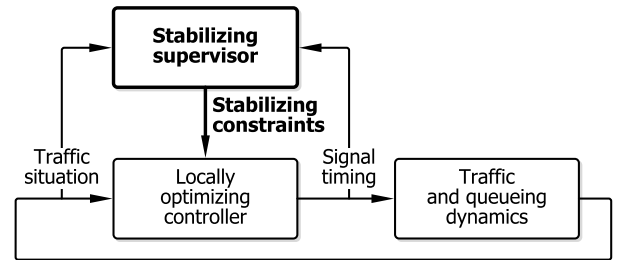 Stabilizing
supervisor
Stabilizing
constraints
Traffic
situation
Locally
optimizing
controller
Signal
timing
Traffic
and queueing
dynamics